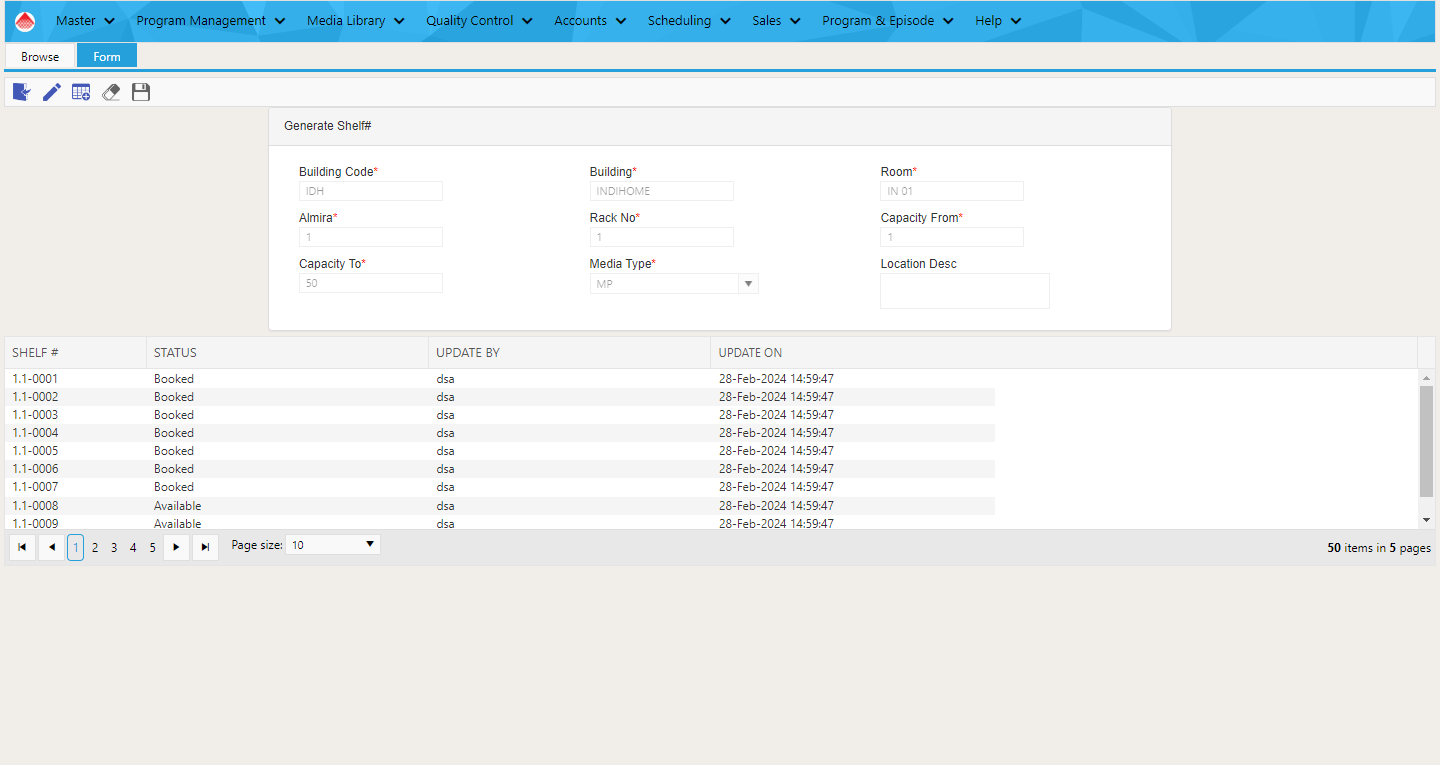 Master Program Management Media Library Quality Control Accounts Scheduling Sales Program & Episode Help
Browse Form
Generate Shelf#
Building Code* Building* Room*
IDH INDIHOME IN 01
Almira* Rack No* Capacity From*
1 1 1
Capacity To* Media Type* Location Desc
50 MP
SHELF # STATUS UPDATE BY UPDATE ON
1.1-0001 Booked dsa 28-Feb-2024 14:59:47
1.1-0002 Booked dsa 28-Feb-2024 14:59:47
1.1-0003 Booked dsa 28-Feb-2024 14:59:47
1.1-0004 Booked dsa 28-Feb-2024 14:59:47
1.1-0005 Booked dsa 28-Feb-2024 14:59:47
1.1-0006 Booked dsa 28-Feb-2024 14:59:47
1.1-0007 Booked dsa 28-Feb-2024 14:59:47
1.1-0008 Available dsa 28-Feb-2024 14:59:47
1.1-0009 Available dsa 28-Feb-2024 14:59:47
1 2 3 4 5 Page size: 10 50 items in 5 pages